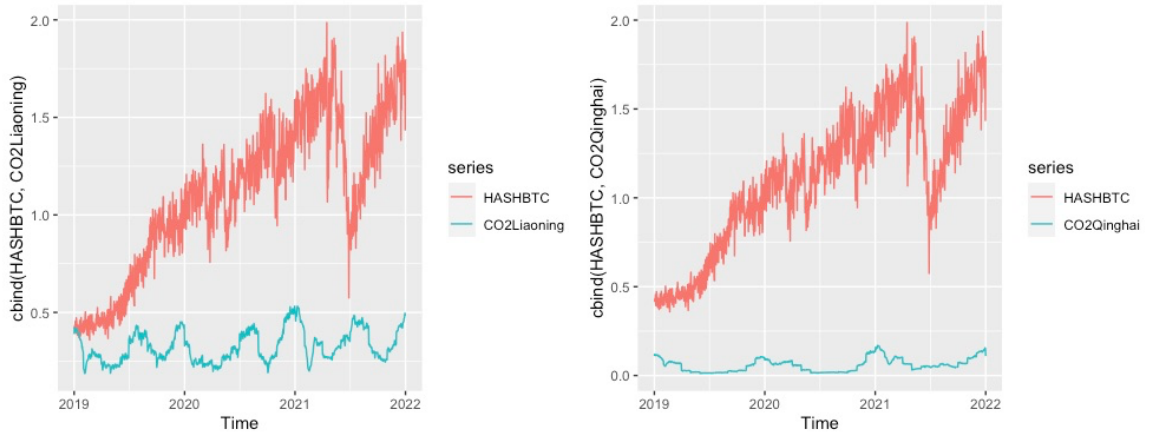 cbind(HASHBTC, CO2Liaoning)
2.0
1.5
1.0
0.5
2019
2020
2021
2022
Time
series
HASHBTC
CO2Liaoning
cbind(HASHBTC, CO2Qinghai)
2.0
1.5
1.0
0.5
0.0
2019
2020
2021
2022
Time
series
HASHBTC
CO2Qinghai